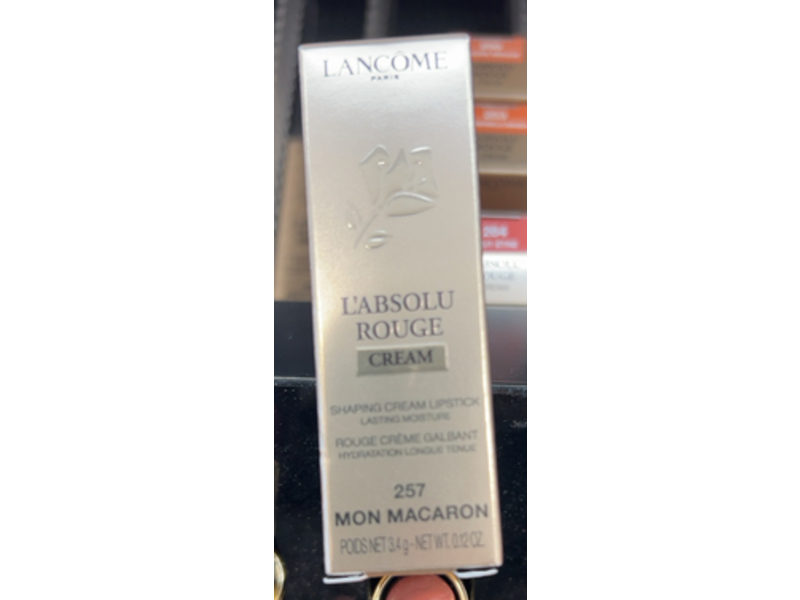 LANCÔME
PARIS
L'ABSOLU
ROUGE
CREAM
SHAPING CREAM LIPSTICK
LASTING MOISTURE
ROUGE CRÈME GALBANT
HYDRATATION LONGUE TENUE
257
MON MACARON
POIDS NET 3,4 g - NET WT. 0.12 OZ.
264